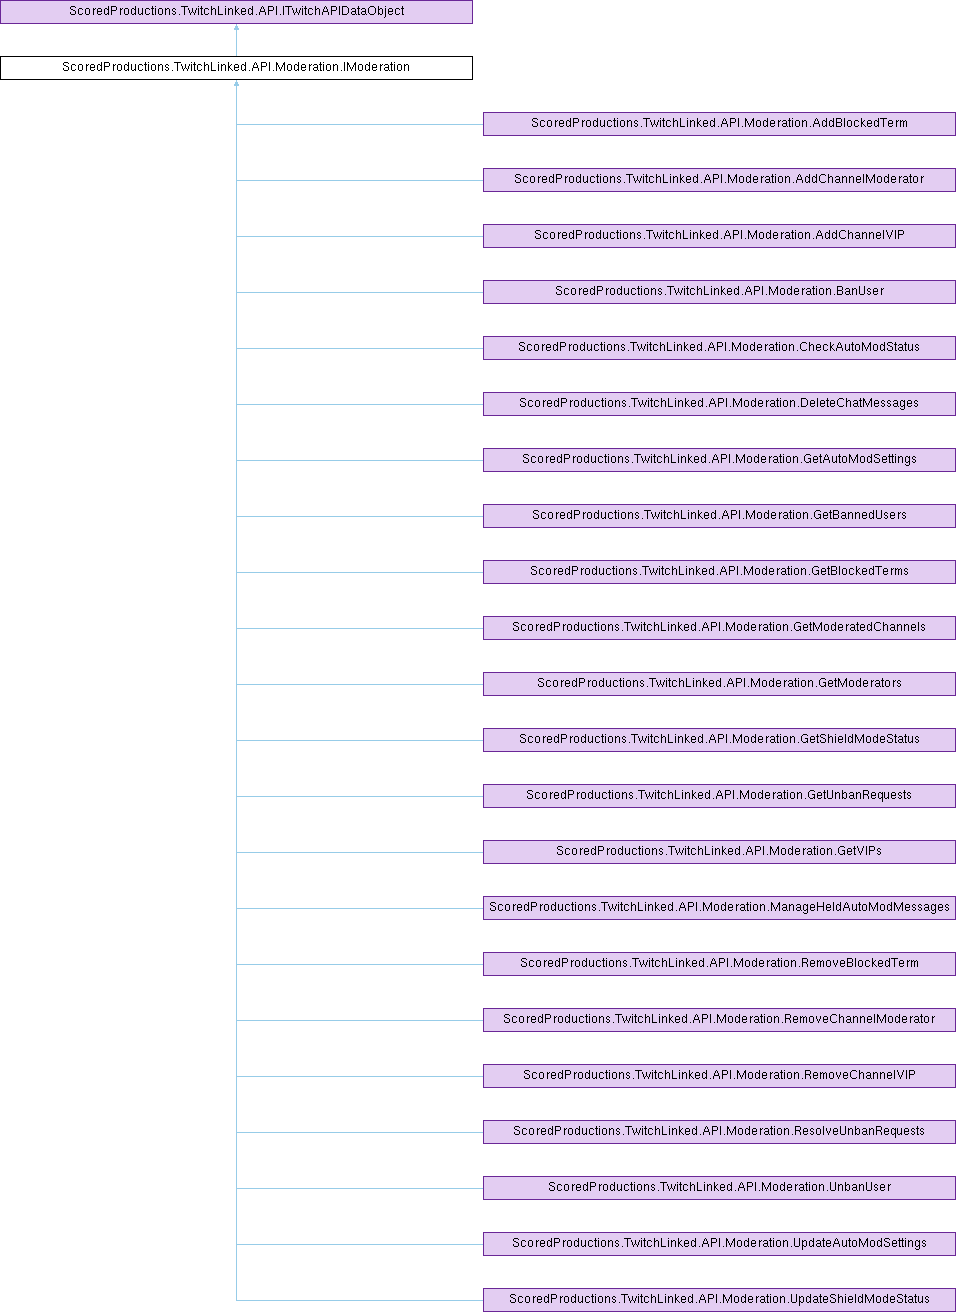 ScoredProductions.TwitchLinked.API.ITwitchAPIDataObject
ScoredProductions.TwitchLinked.API.Moderation.IModeration
ScoredProductions.TwitchLinked.API.Moderation.AddBlockedTerm
ScoredProductions.TwitchLinked.API.Moderation.AddChannelModerator
ScoredProductions.TwitchLinked.API.Moderation.AddChannelVIP
ScoredProductions.TwitchLinked.API.Moderation.BanUser
ScoredProductions.TwitchLinked.API.Moderation.CheckAutoModStatus
ScoredProductions.TwitchLinked.API.Moderation.DeleteChatMessages
ScoredProductions.TwitchLinked.API.Moderation.GetAutoModSettings
ScoredProductions.TwitchLinked.API.Moderation.GetBannedUsers
ScoredProductions.TwitchLinked.API.Moderation.GetBlockedTerms
ScoredProductions.TwitchLinked.API.Moderation.GetModeratedChannels
ScoredProductions.TwitchLinked.API.Moderation.GetModerators
ScoredProductions.TwitchLinked.API.Moderation.GetShieldModeStatus
ScoredProductions.TwitchLinked.API.Moderation.GetUnbanRequests
ScoredProductions.TwitchLinked.API.Moderation.GetVIPs
ScoredProductions.TwitchLinked.API.Moderation.ManageHeldAutoModMessages
ScoredProductions.TwitchLinked.API.Moderation.RemoveBlockedTerm
ScoredProductions.TwitchLinked.API.Moderation.RemoveChannelModerator
ScoredProductions.TwitchLinked.API.Moderation.RemoveChannelVIP
ScoredProductions.TwitchLinked.API.Moderation.ResolveUnbanRequests
ScoredProductions.TwitchLinked.API.Moderation.UnbanUser
ScoredProductions.TwitchLinked.API.Moderation.UpdateAutoModSettings
ScoredProductions.TwitchLinked.API.Moderation.UpdateShieldModeStatus